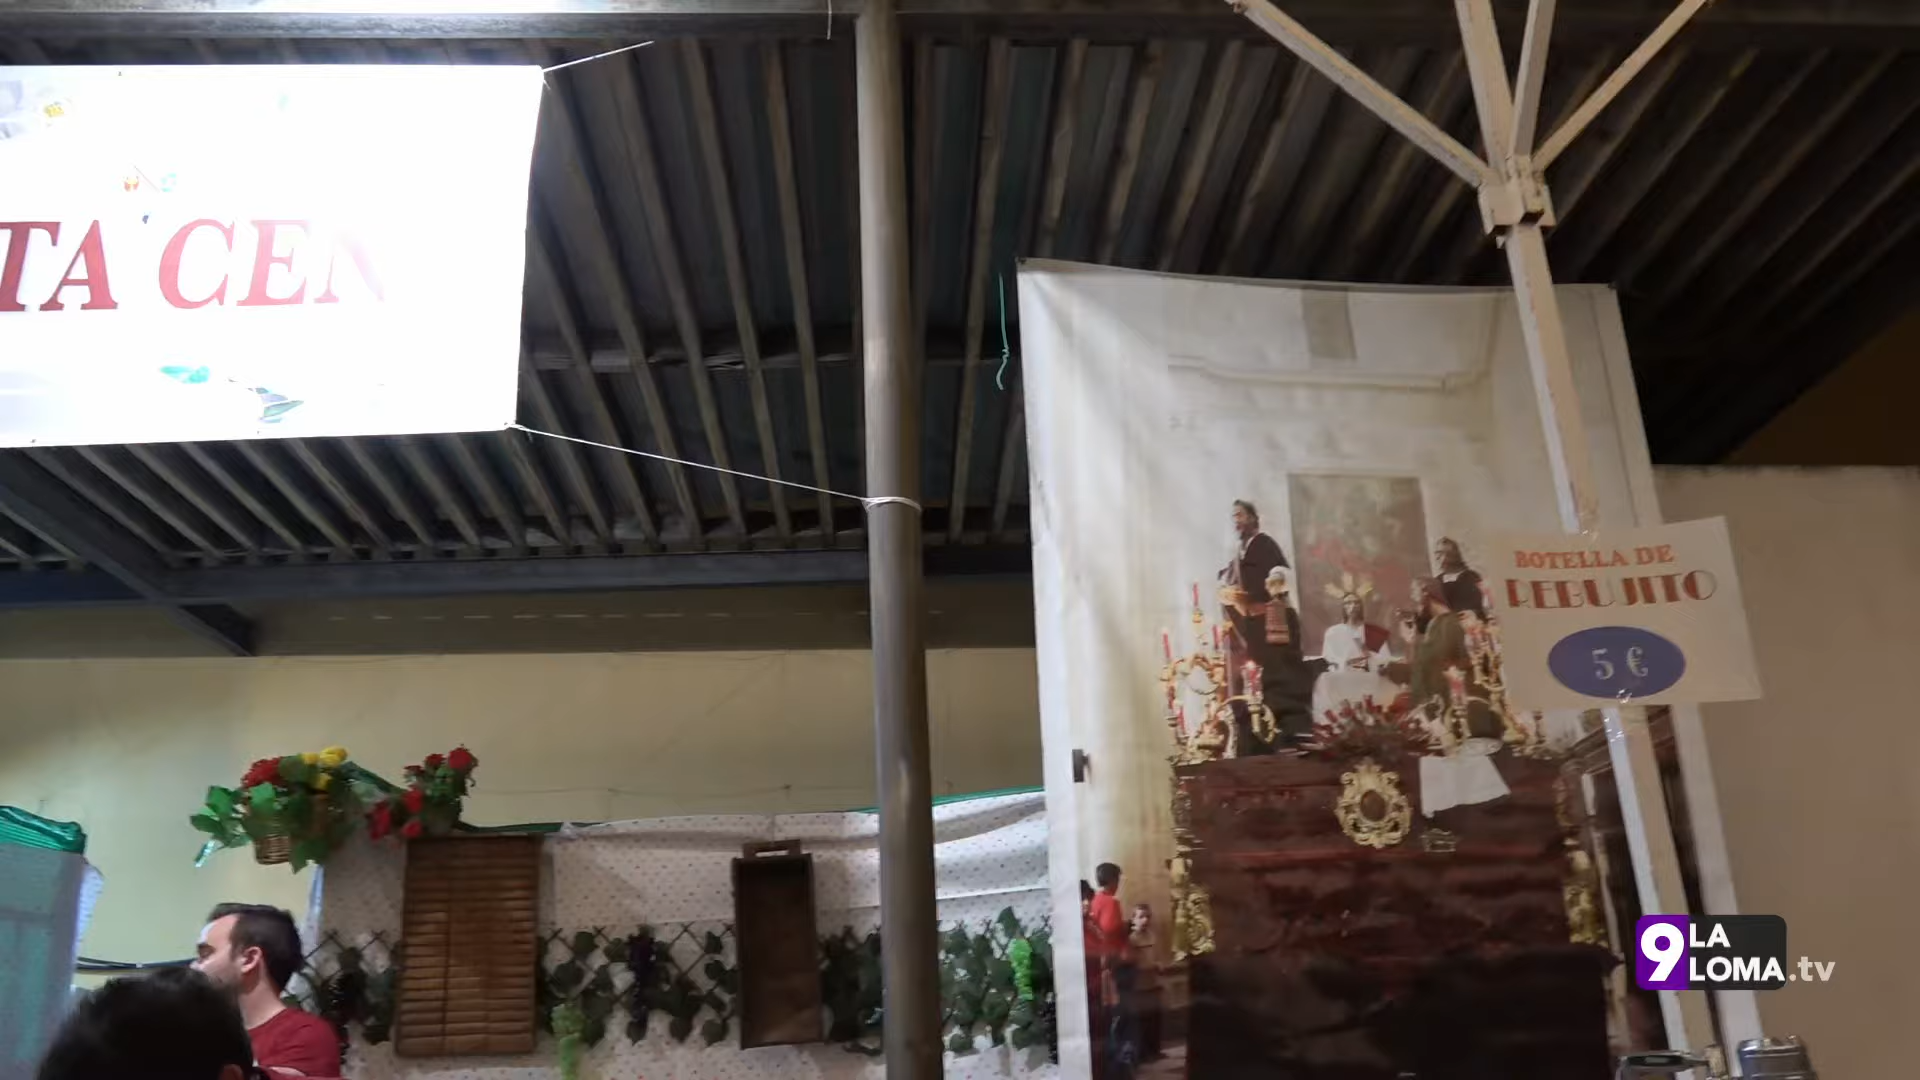 TA CEN
BOTELLA DE
REBUJITO
5 €
9 LA
LOMA.tv